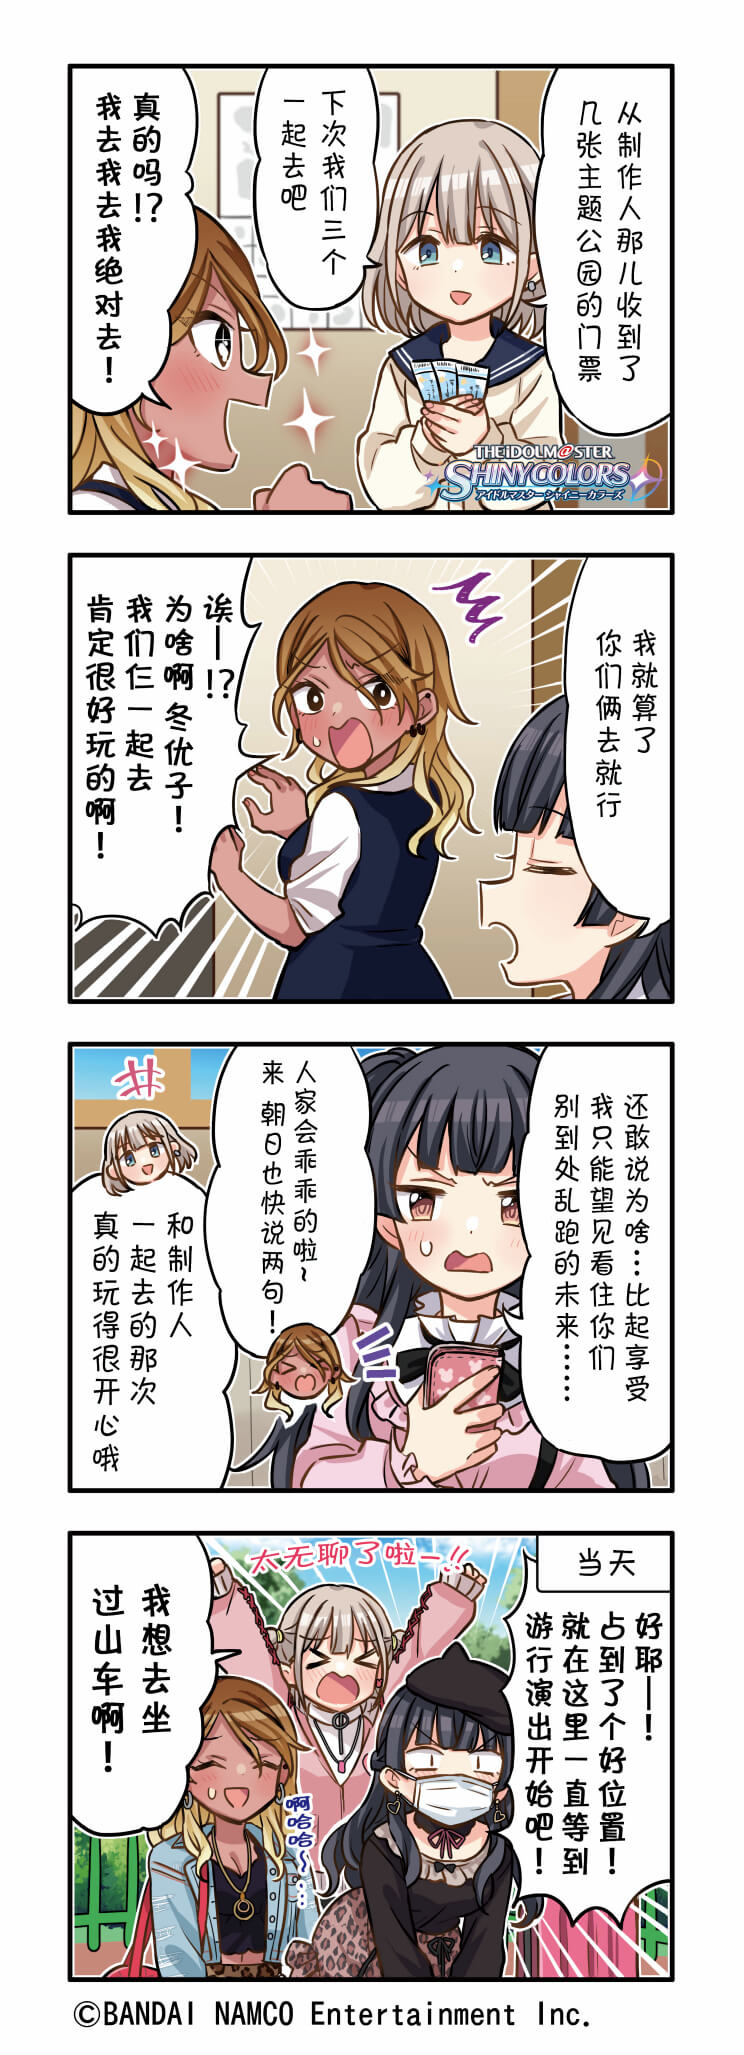 从制作人那儿收到了
几张主题公园的门票
下次我们三个
一起去吧
真的吗!?
我去我去我绝对去！
THE iDOLM@STER
SHINYCOLORS
アイドルマスター シャイニーカラーズ
我就算了
你们俩去就行
诶—!?
为啥啊 冬优子！
我们仨一起去
肯定很好玩的啊！
还敢说为啥…比起享受
我只能望见看住你们
别到处乱跑的未来……
人家会乖乖的啦~
来 朝日也快说两句！
和制作人
一起去的那次
真的玩得很开心哦
当天
好耶—！
占到了个好位置！
就在这里一直等到
游行演出开始吧！
太无聊了啦—!!
我想去坐
过山车啊！
啊哈哈~…
©BANDAI NAMCO Entertainment Inc.